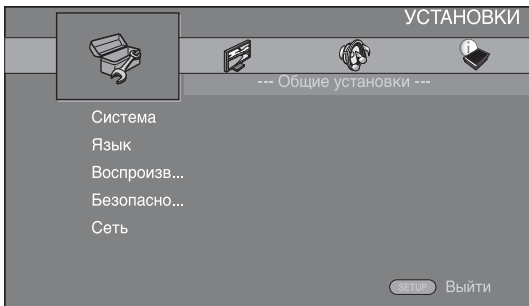 УСТАНОВКИ
--- Общие установки ---
Система
Язык
Воспроизв...
Безопасно...
Сеть
SETUP Выйти